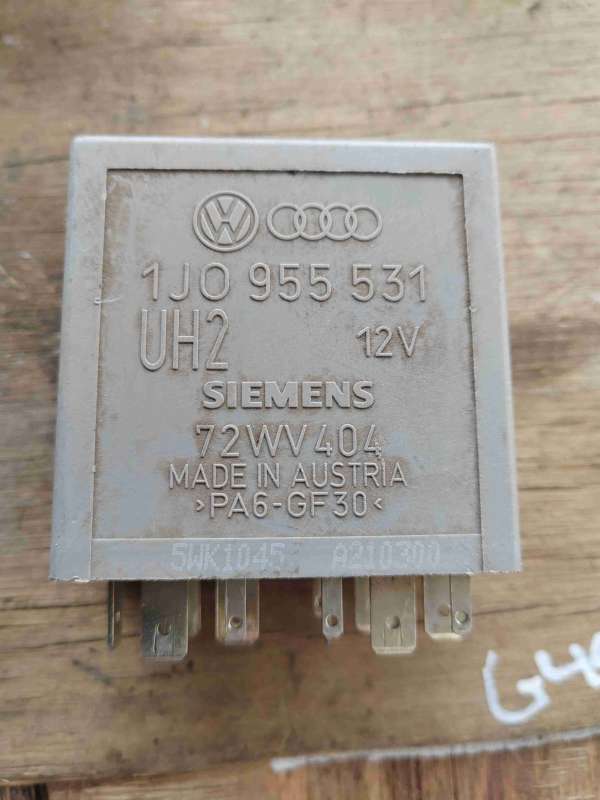 1J0 955 531
UH2 12V
SIEMENS
72WV404
MADE IN AUSTRIA
>PA6-GF30<
5WK1045 A210300